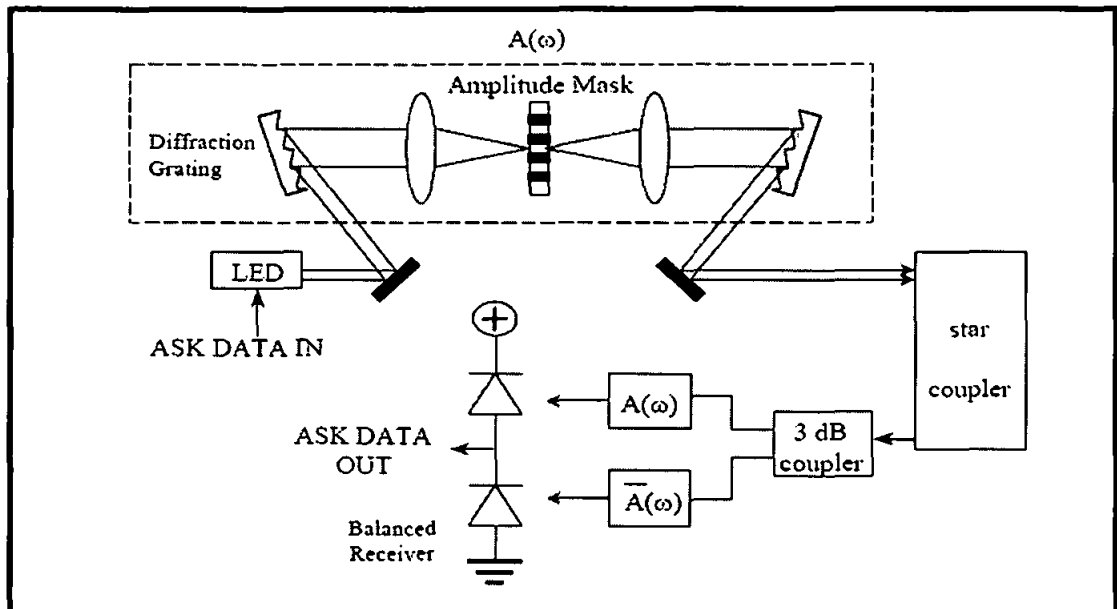 A(ω)
Amplitude Mask
Diffraction
Grating
LED
ASK DATA IN
star
coupler
A(ω)
3 dB
coupler
ASK DATA
OUT
A̅(ω)
Balanced
Receiver